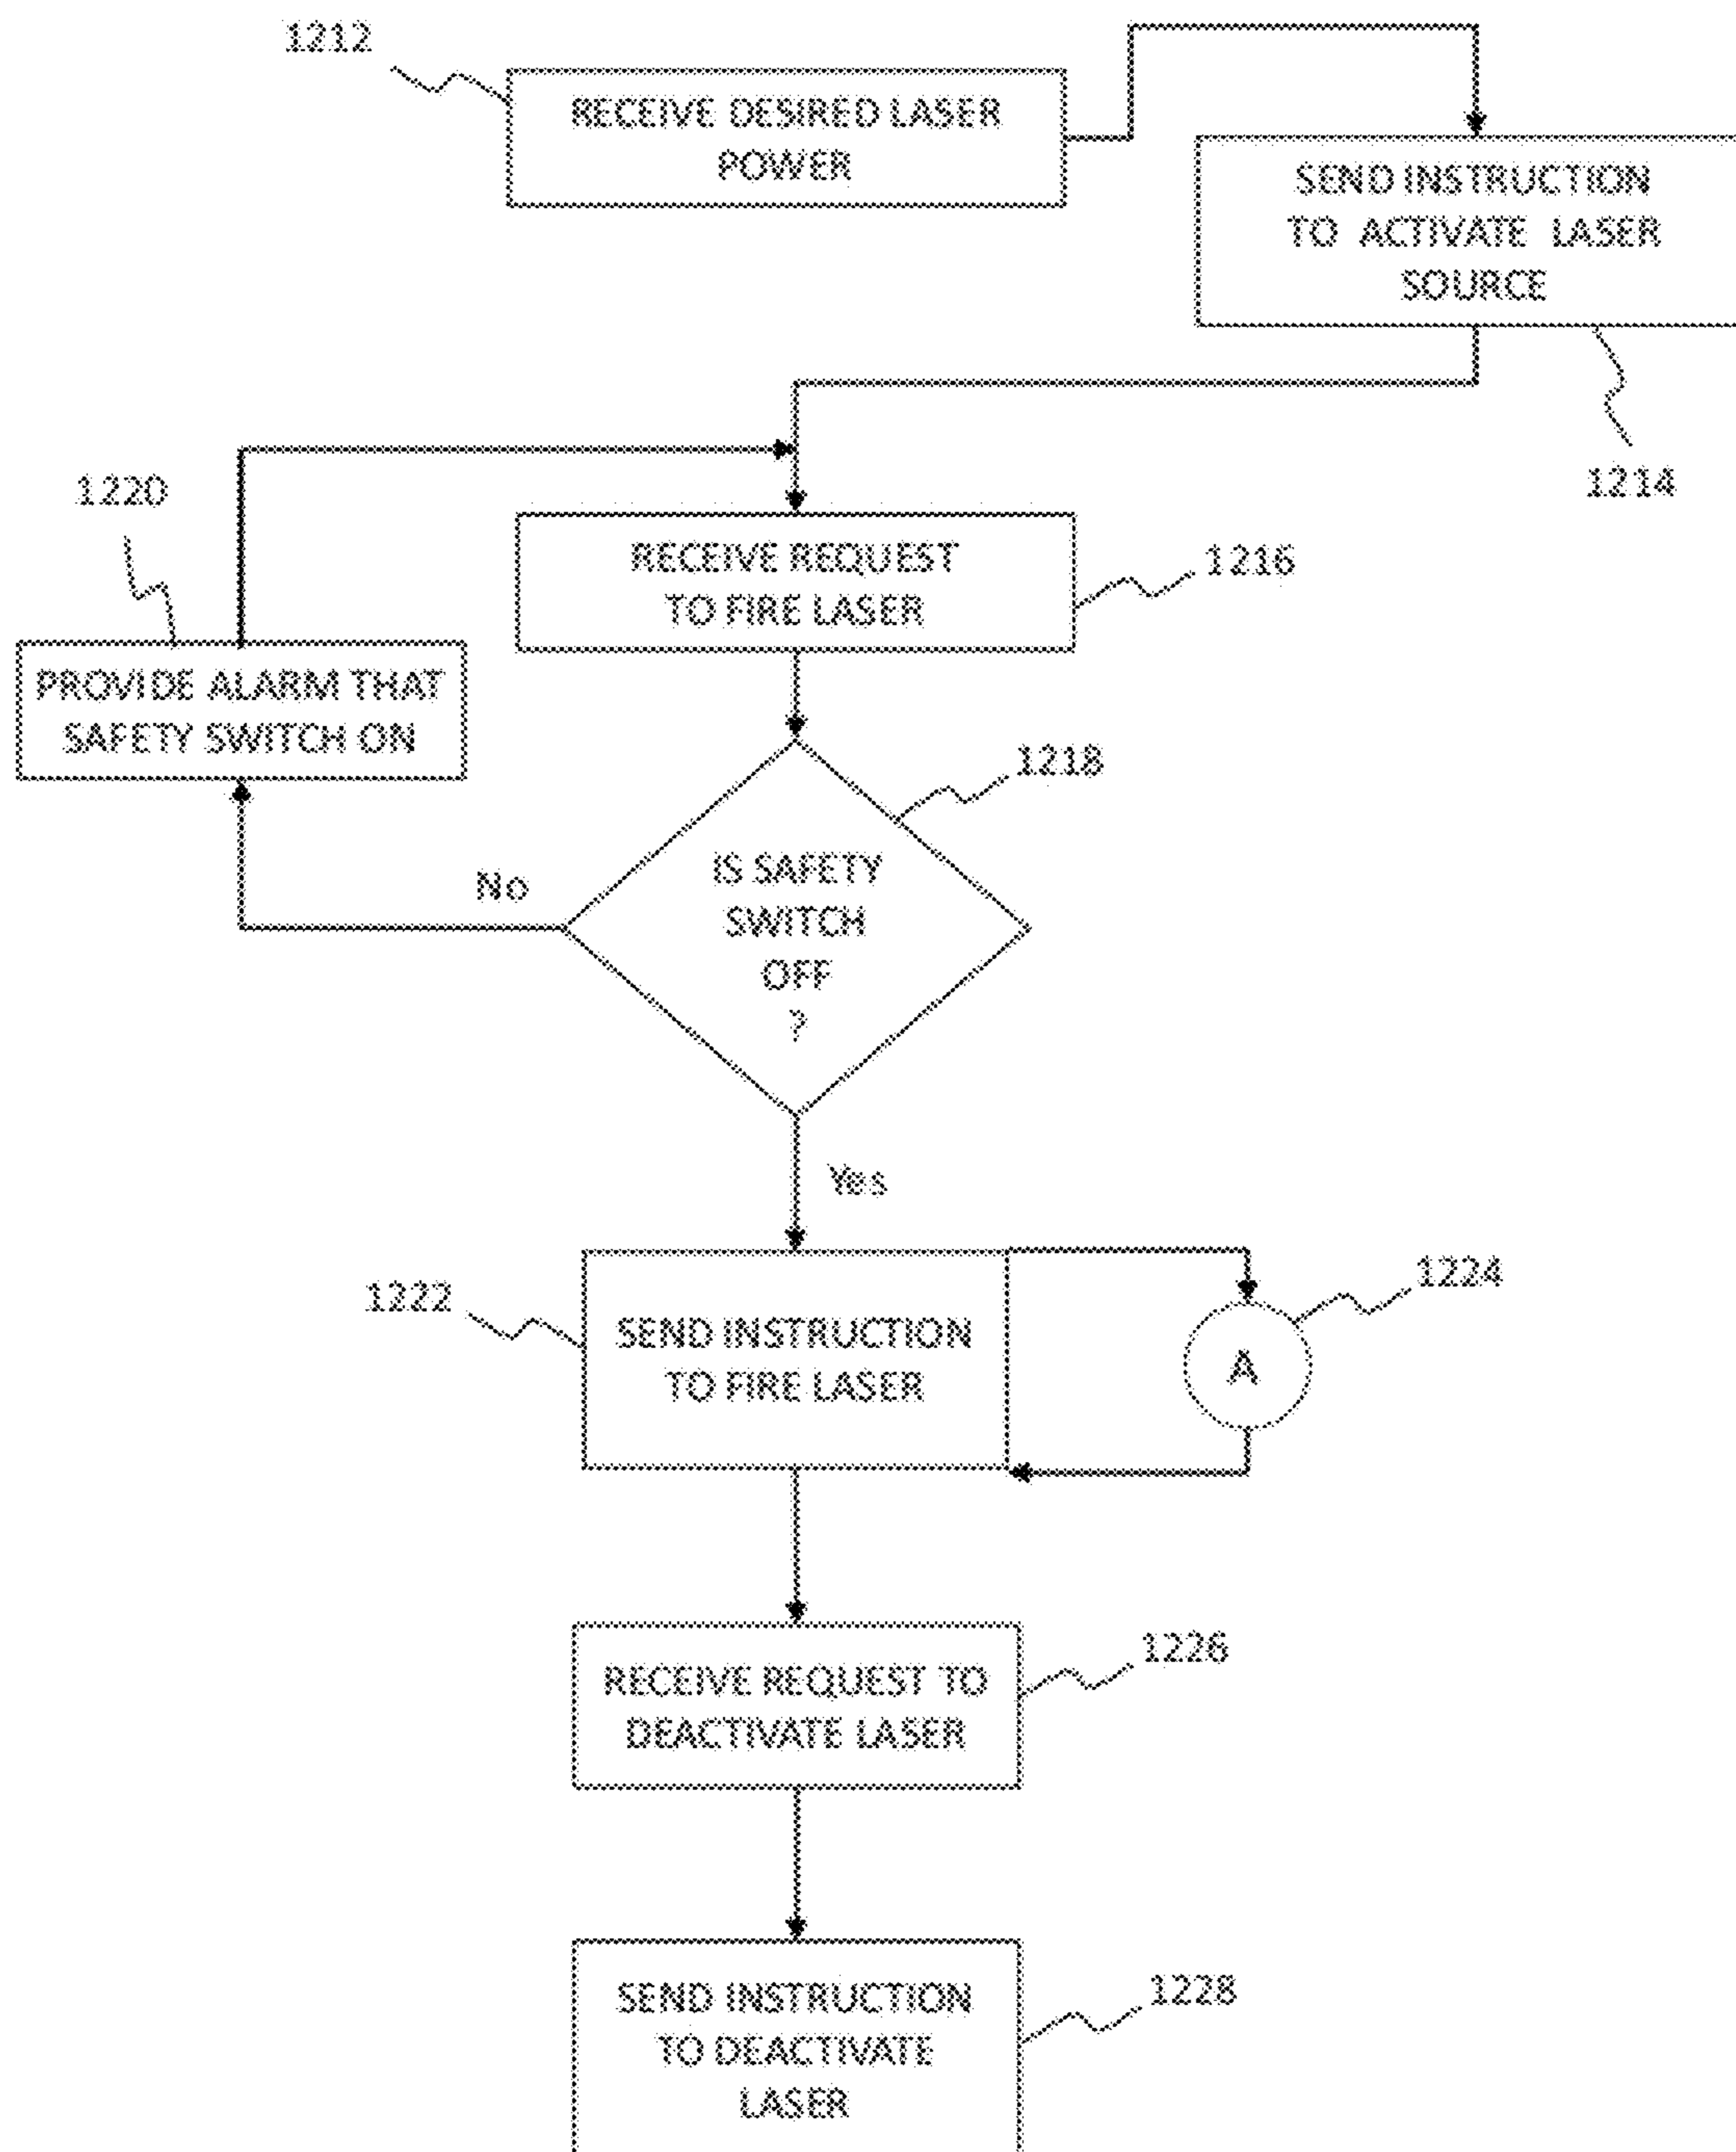 1212
RECEIVE DESIRED LASER
POWER
SEND INSTRUCTION
TO ACTIVATE LASER
SOURCE
1214
1220
RECEIVE REQUEST
TO FIRE LASER
1216
PROVIDE ALARM THAT
SAFETY SWITCH ON
1218
No
IS SAFETY
SWITCH
OFF
?
Yes
1222
SEND INSTRUCTION
TO FIRE LASER
A
1224
RECEIVE REQUEST TO
DEACTIVATE LASER
1226
SEND INSTRUCTION
TO DEACTIVATE
LASER
1228